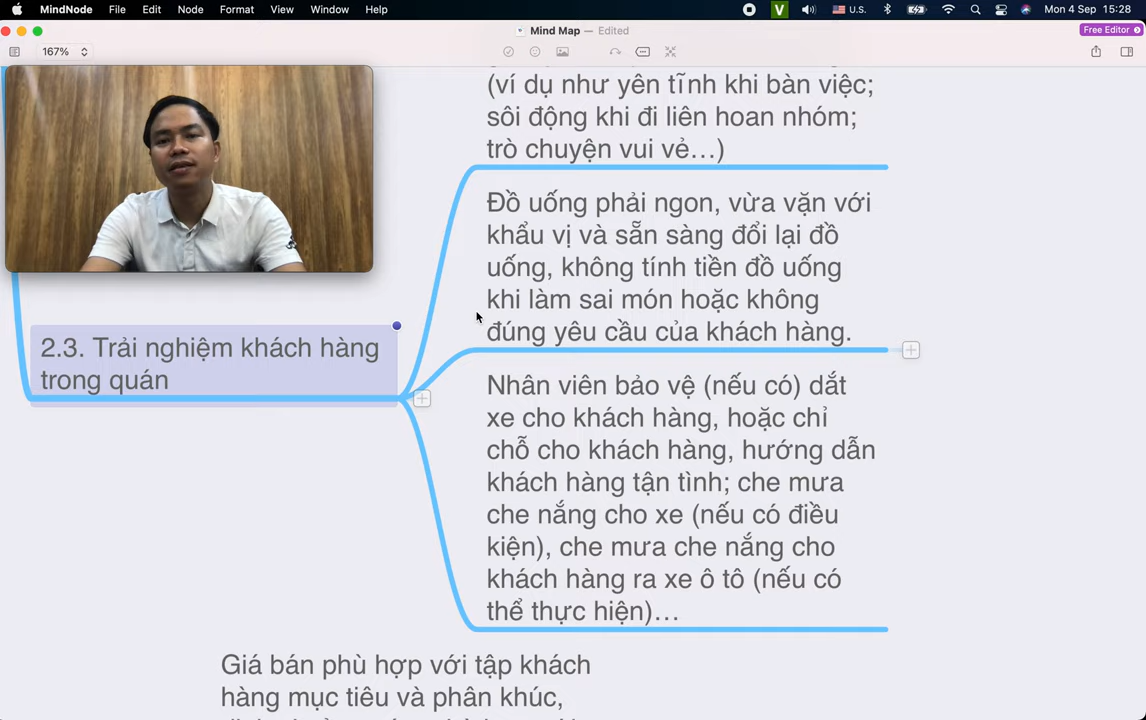 MindNode File Edit Node Format View Window Help
V U.S. Mon 4 Sep 15:28
Mind Map — Edited
Free Editor
167%
(ví dụ như yên tĩnh khi bàn việc;
sôi động khi đi liên hoan nhóm;
trò chuyện vui vẻ…)
Đồ uống phải ngon, vừa vặn với
khẩu vị và sẵn sàng đổi lại đồ
uống, không tính tiền đồ uống
khi làm sai món hoặc không
đúng yêu cầu của khách hàng.
2.3. Trải nghiệm khách hàng
trong quán
Nhân viên bảo vệ (nếu có) dắt
xe cho khách hàng, hoặc chỉ
chỗ cho khách hàng, hướng dẫn
khách hàng tận tình; che mưa
che nắng cho xe (nếu có điều
kiện), che mưa che nắng cho
khách hàng ra xe ô tô (nếu có
thể thực hiện)…
Giá bán phù hợp với tập khách
hàng mục tiêu và phân khúc,